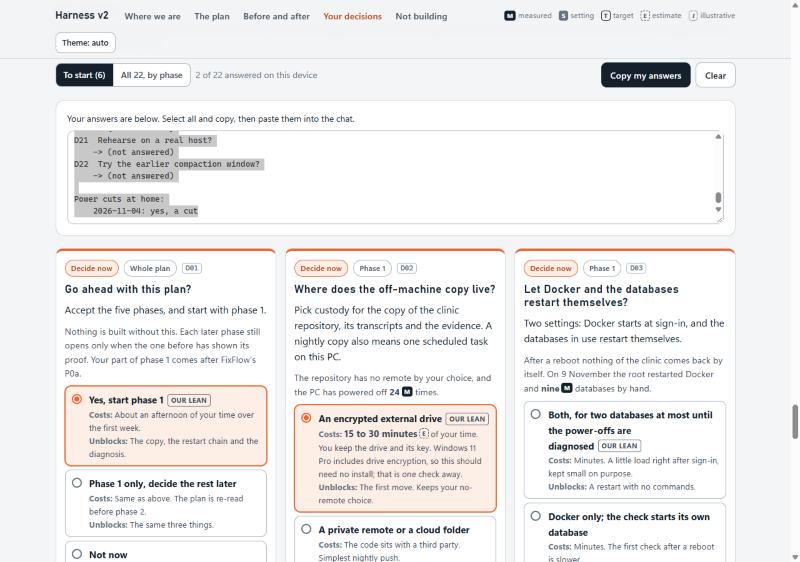 Harness v2 Where we are The plan Before and after Your decisions Not building M measured S setting T target E estimate I illustrative
Theme: auto
To start (6) All 22, by phase 2 of 22 answered on this device Copy my answers Clear
Your answers are below. Select all and copy, then paste them into the chat.
D21 Rehearse on a real host?
-> (not answered)
D22 Try the earlier compaction window?
-> (not answered)
Power cuts at home:
2026-11-04: yes, a cut
Decide now Whole plan D01
Go ahead with this plan?
Accept the five phases, and start with phase 1.
Nothing is built without this. Each later phase still
opens only when the one before has shown its
proof. Your part of phase 1 comes after FixFlow's
P0a.
Yes, start phase 1 OUR LEAN
Costs: About an afternoon of your time over
the first week.
Unblocks: The copy, the restart chain and the
diagnosis.
Phase 1 only, decide the rest later
Costs: Same as above. The plan is re-read
before phase 2.
Unblocks: The same three things.
Not now
Decide now Phase 1 D02
Where does the off-machine copy live?
Pick custody for the copy of the clinic
repository, its transcripts and the evidence. A
nightly copy also means one scheduled task
on this PC.
The repository has no remote by your choice, and
the PC has powered off 24 M times.
An encrypted external drive OUR LEAN
Costs: 15 to 30 minutes E of your time.
You keep the drive and its key. Windows 11
Pro includes drive encryption, so this should
need no install; that is one check away.
Unblocks: The first move. Keeps your no-
remote choice.
A private remote or a cloud folder
Costs: The code sits with a third party.
Simplest nightly push.
Decide now Phase 1 D03
Let Docker and the databases
restart themselves?
Two settings: Docker starts at sign-in, and the
databases in use restart themselves.
After a reboot nothing of the clinic comes back by
itself. On 9 November the root restarted Docker
and nine M databases by hand.
Both, for two databases at most until
the power-offs are
diagnosed OUR LEAN
Costs: Minutes. A little load right after sign-in,
kept small on purpose.
Unblocks: A restart with no commands.
Docker only; the check starts its own
database
Costs: Minutes. The first check after a reboot
is slower.